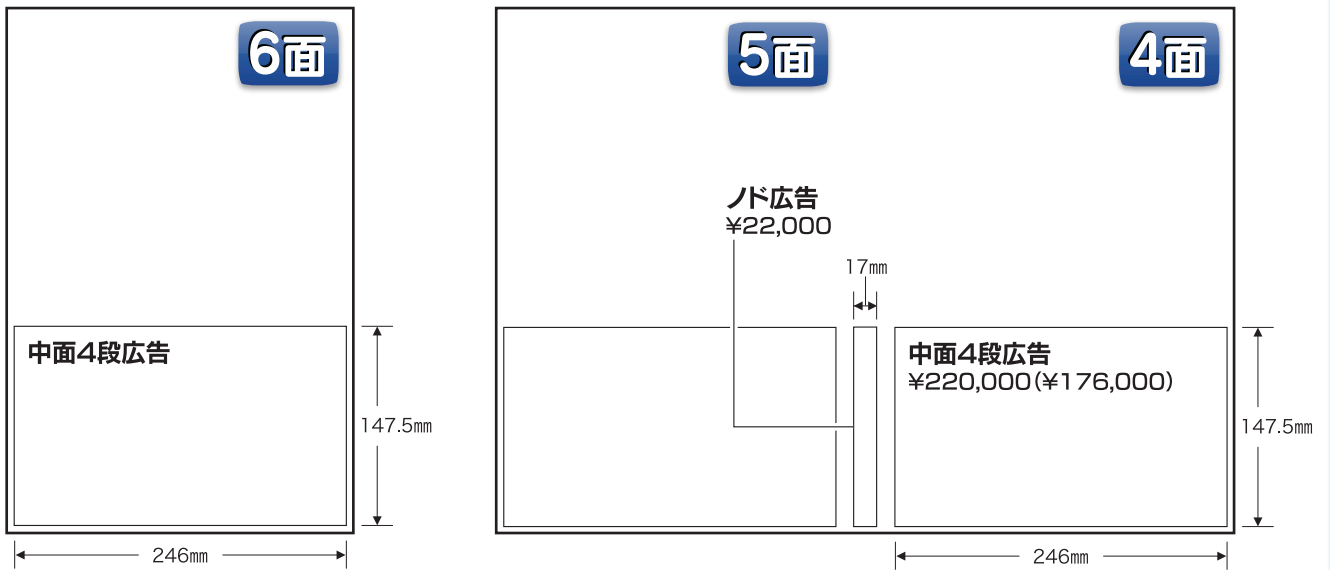 6面
中面4段広告
147.5mm
246mm
5面
4面
ノド広告
¥22,000
17mm
中面4段広告
¥220,000(¥176,000)
147.5mm
246mm